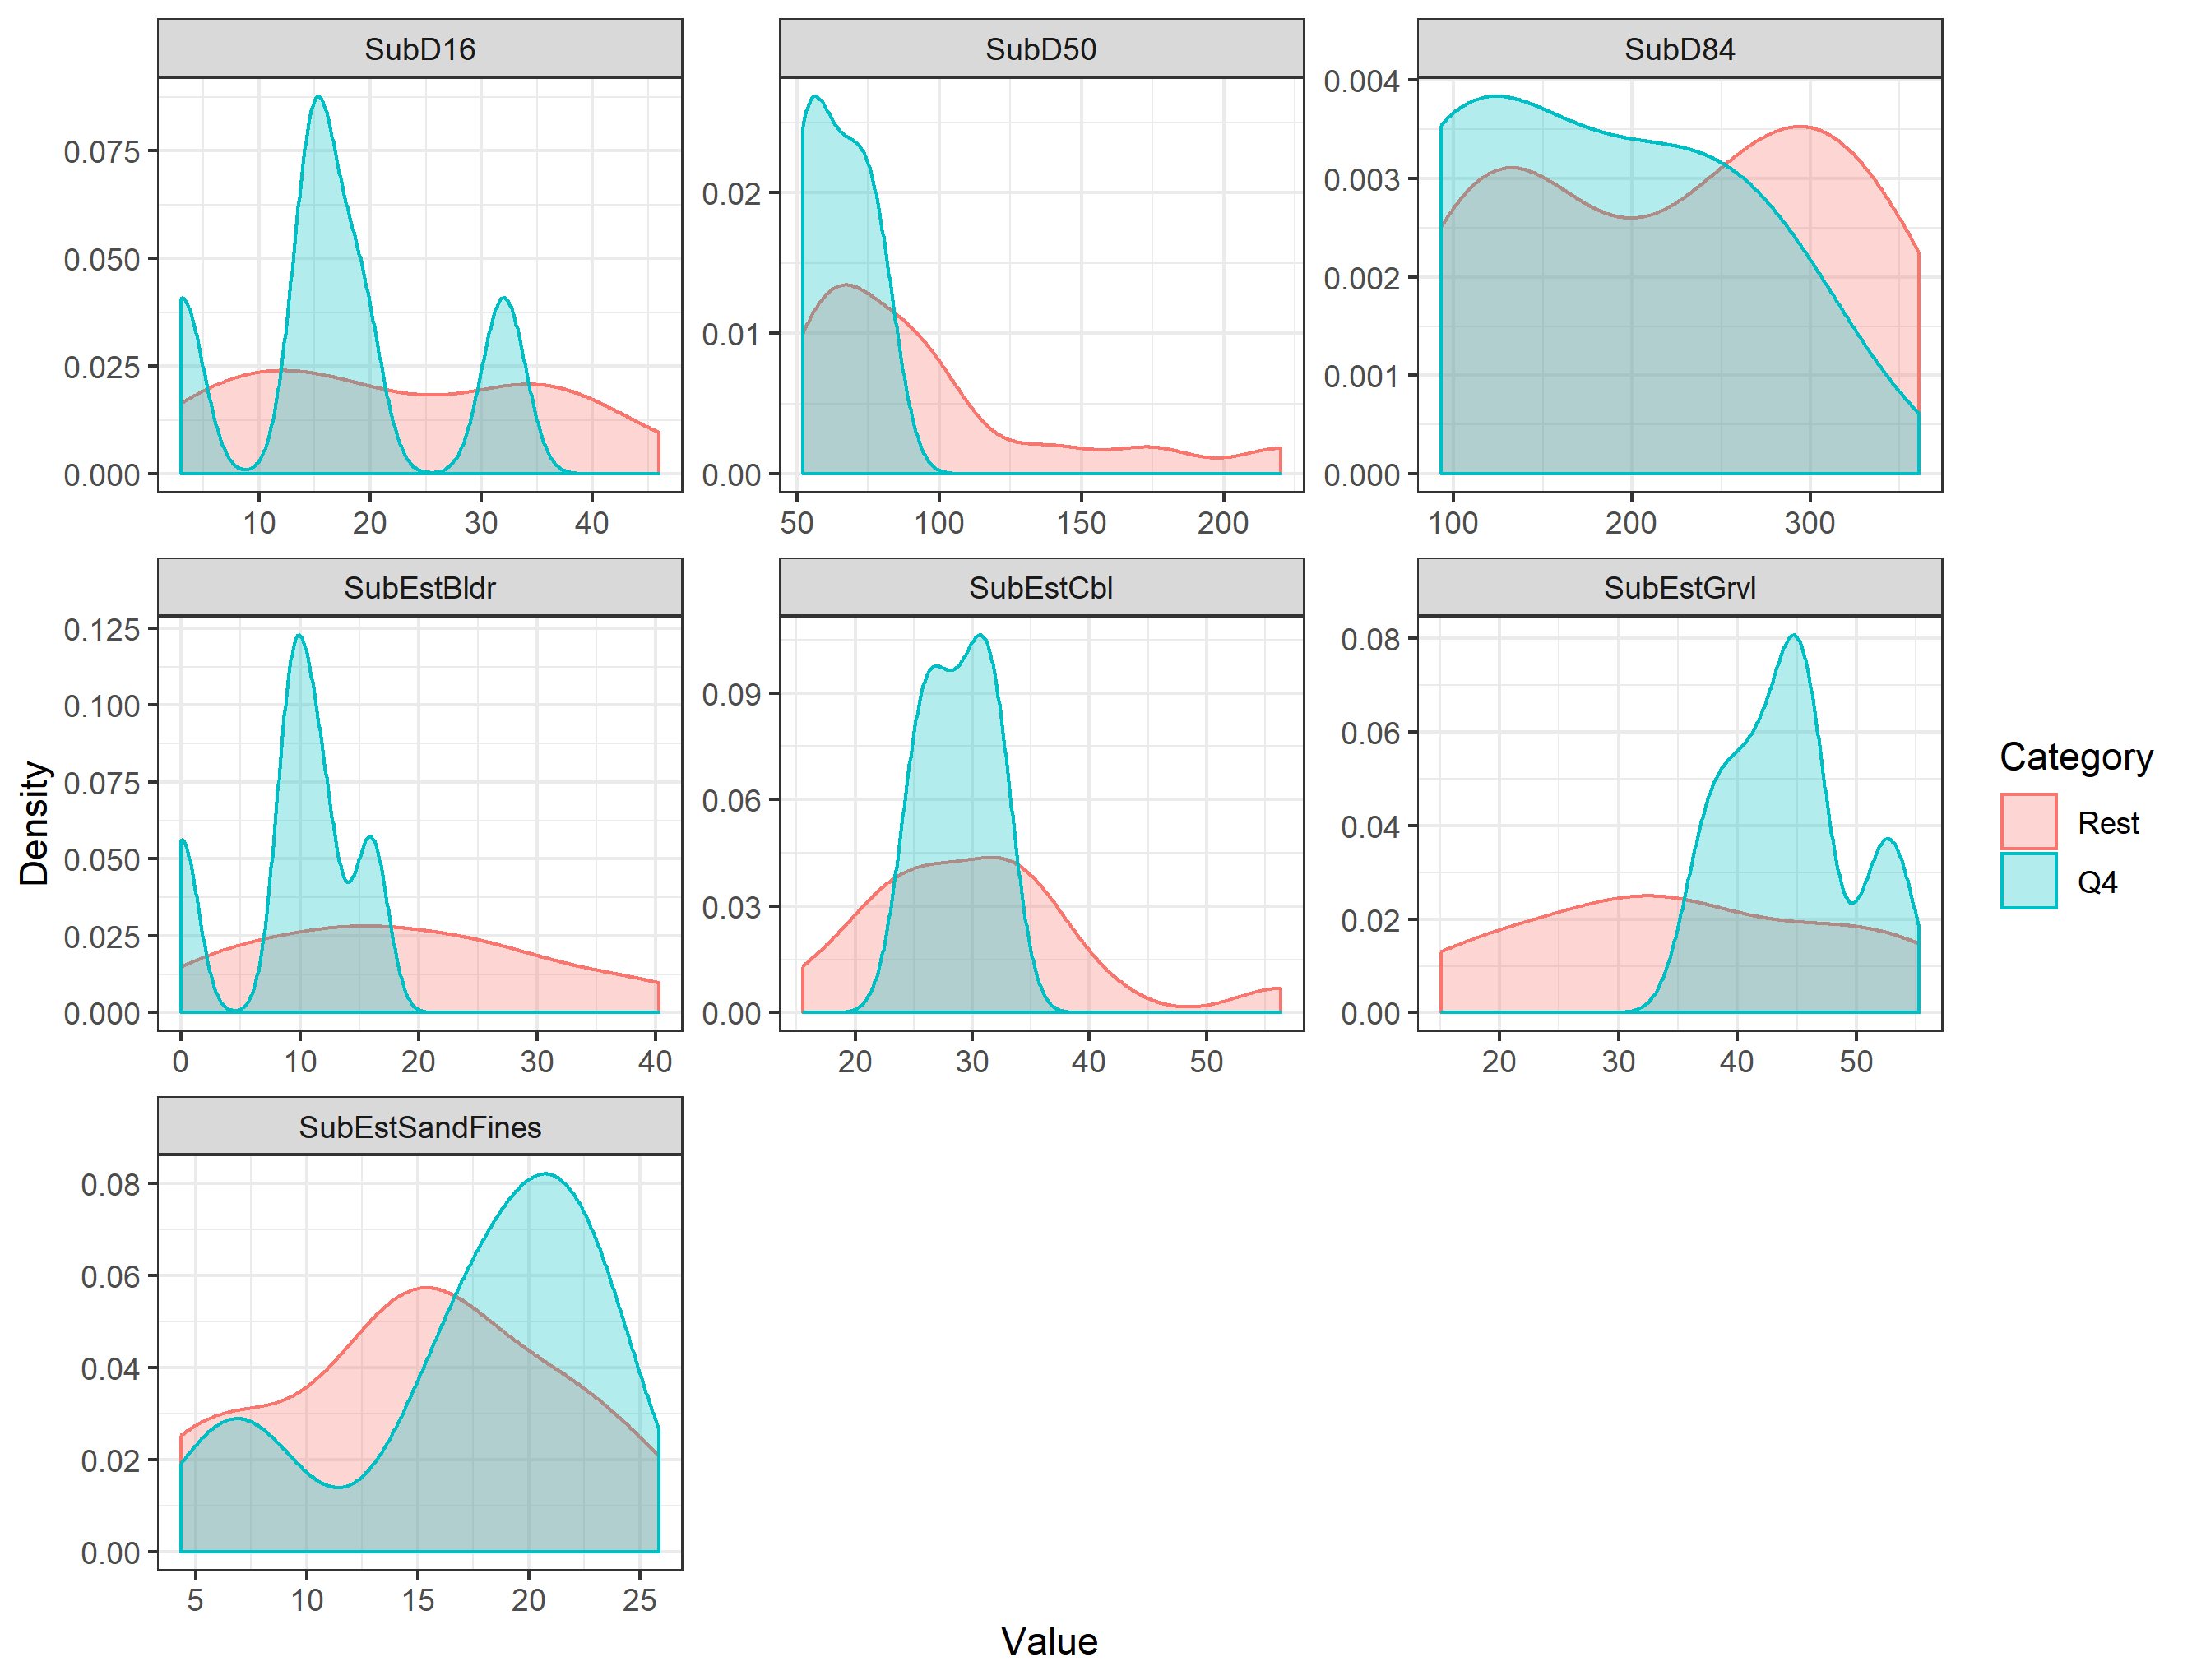 SubD16
SubD50
SubD84
0.075
0.050
0.025
0.000
10 20 30 40
0.02
0.01
0.00
50 100 150 200
0.004
0.003
0.002
0.001
0.000
100 200 300
SubEstBldr
SubEstCbl
SubEstGrvl
0.125
0.100
0.075
0.050
0.025
0.000
0 10 20 30 40
0.09
0.06
0.03
0.00
20 30 40 50
0.08
0.06
0.04
0.02
0.00
20 30 40 50
SubEstSandFines
0.08
0.06
0.04
0.02
0.00
5 10 15 20 25
Density
Value
Category
Rest
Q4